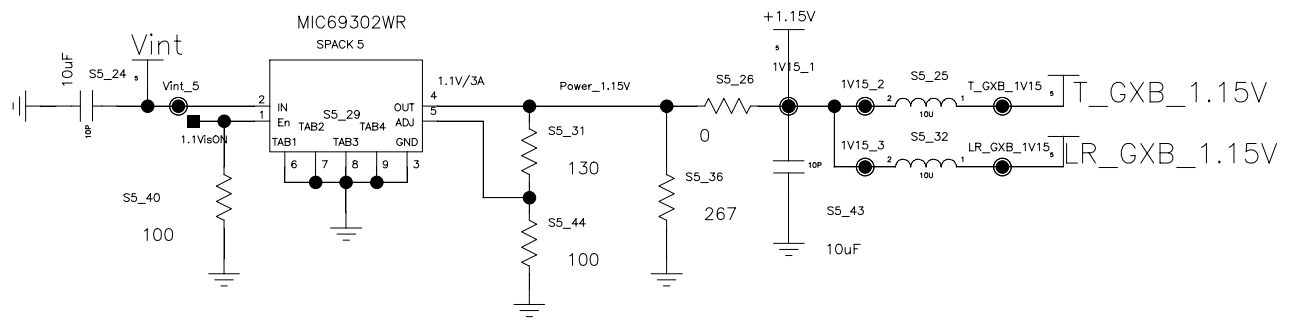 MIC69302WR
SPACK 5
+1.15V
5
1V15_1
Vint
5
10uF
S5_24
10P
Vint_5
2
IN
1
En
1.1VisON
S5_29
TAB2
TAB4
TAB1
TAB3
OUT
ADJ
GND
6
7
8
9
3
4
5
1.1V/3A
Power_1.15V
S5_26
0
1V15_2
2
S5_25
10U
1
T_GXB_1V15
5
T_GXB_1.15V
1V15_3
2
S5_32
10U
1
LR_GXB_1V15
5
LR_GXB_1.15V
S5_31
130
S5_36
267
10P
S5_43
10uF
S5_40
100
S5_44
100